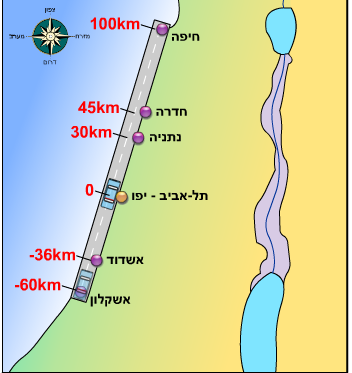 צפון
מערב
מזרח
דרום
100km
חיפה
45km
חדרה
30km
נתניה
0
תל-אביב - יפו
-36km
אשדוד
-60km
אשקלון